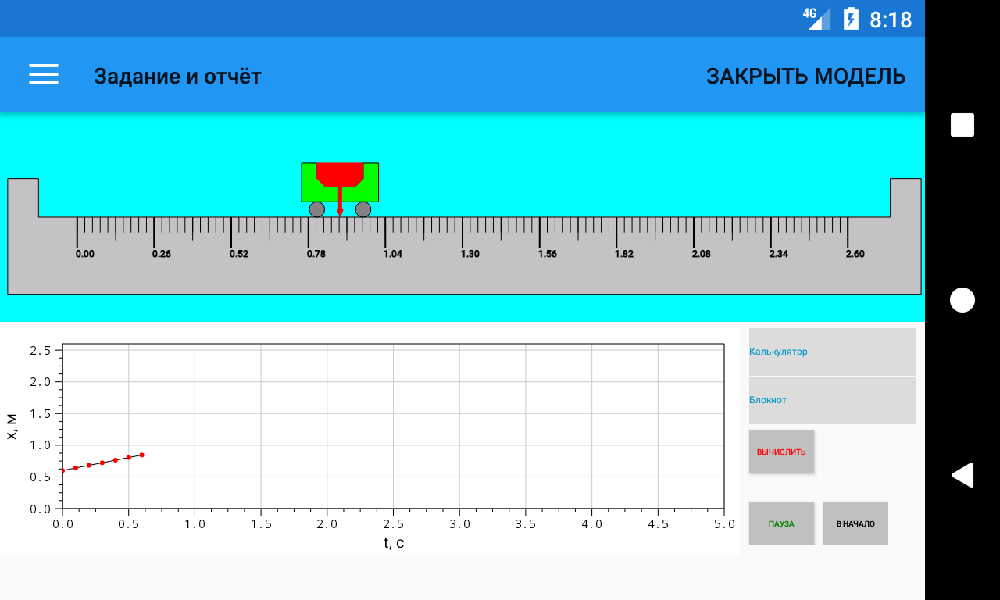 4G 8:18
Задание и отчёт
ЗАКРЫТЬ МОДЕЛЬ
0.00 0.26 0.52 0.78 1.04 1.30 1.56 1.82 2.08 2.34 2.60
2.5
2.0
1.5
1.0
0.5
0.0
x, м
0.0 0.5 1.0 1.5 2.0 2.5 3.0 3.5 4.0 4.5 5.0
t, с
Калькулятор
Блокнот
ВЫЧИСЛИТЬ
ПАУЗА
В НАЧАЛО